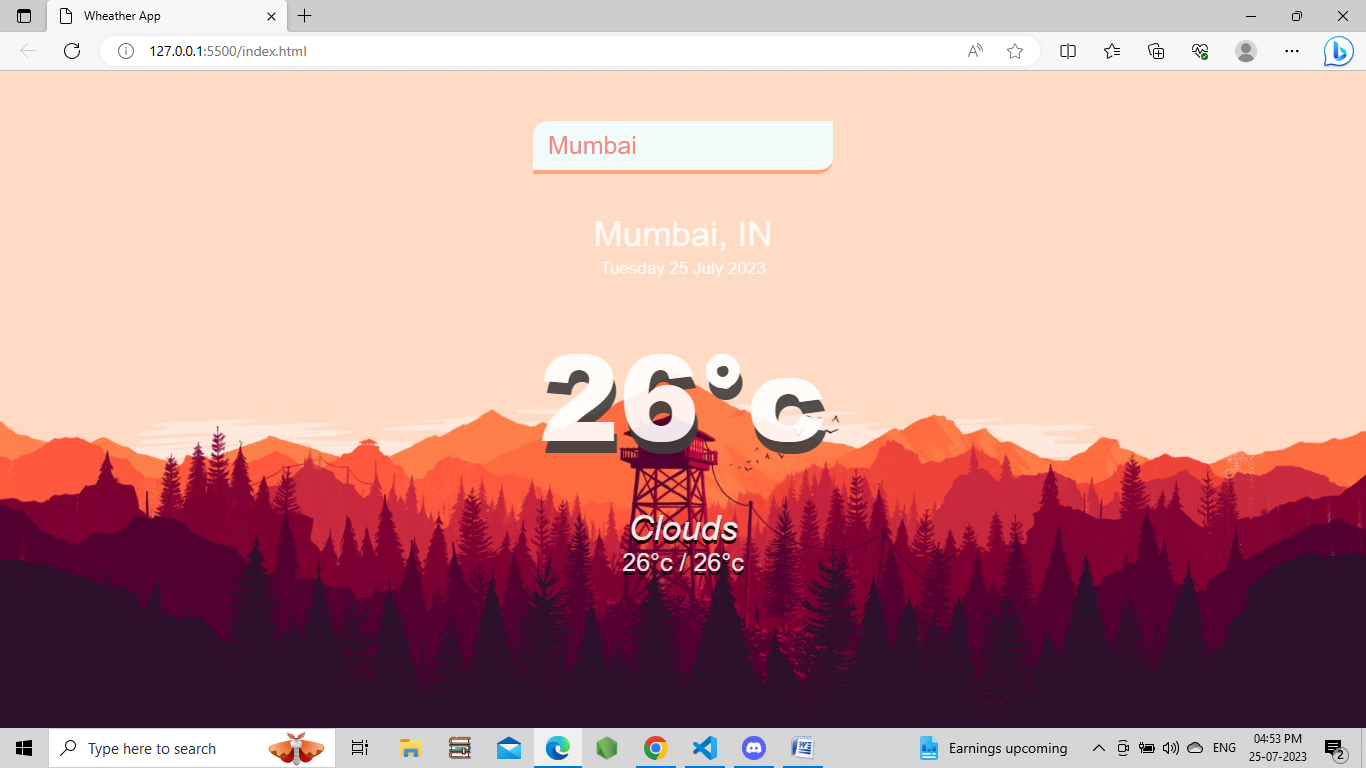 Wheather App
127.0.0.1:5500/index.html
Mumbai
Mumbai, IN
Tuesday 25 July 2023
26°c
Clouds
26°c / 26°c
Type here to search
Earnings upcoming
ENG
04:53 PM
25-07-2023
2